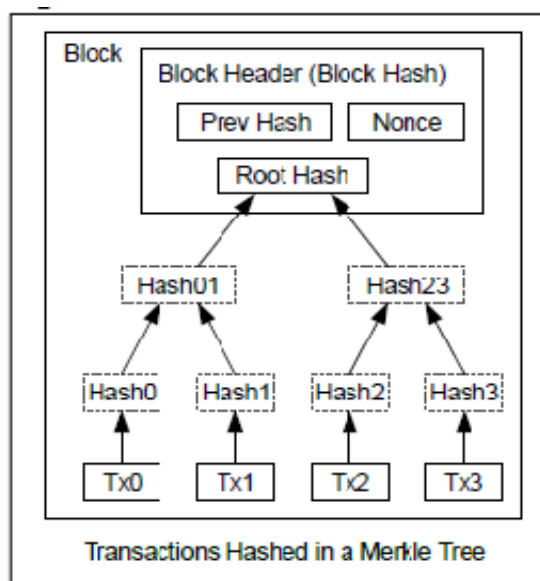 Block
Block Header (Block Hash)
Prev Hash Nonce
Root Hash
Hash01 Hash23
Hash0 Hash1 Hash2 Hash3
Tx0 Tx1 Tx2 Tx3
Transactions Hashed in a Merkle Tree